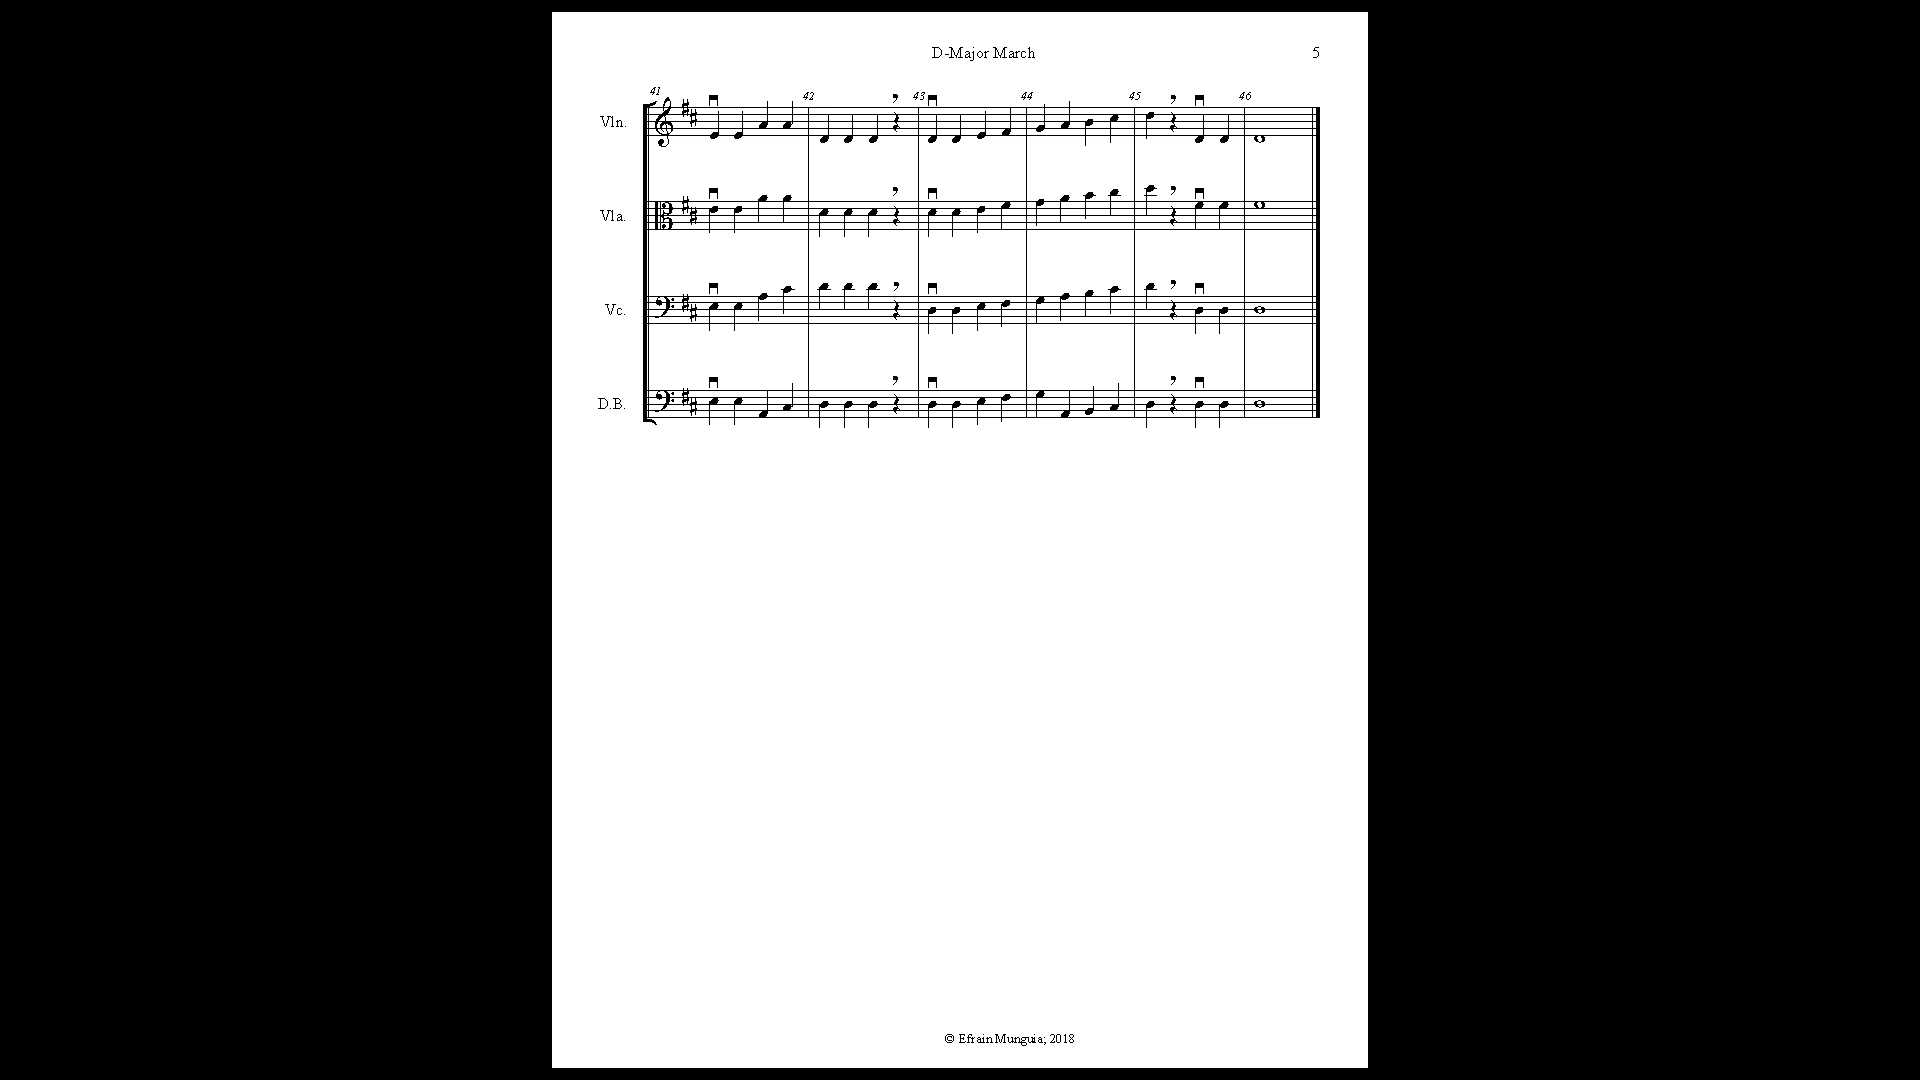 D-Major March 5
41 42 43 44 45 46
Vln.
Vla.
Vc.
D.B.
© Efrain Munguia; 2018